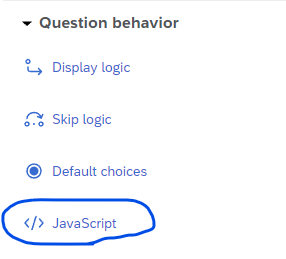 Question behavior
Display logic
Skip logic
Default choices
</> JavaScript